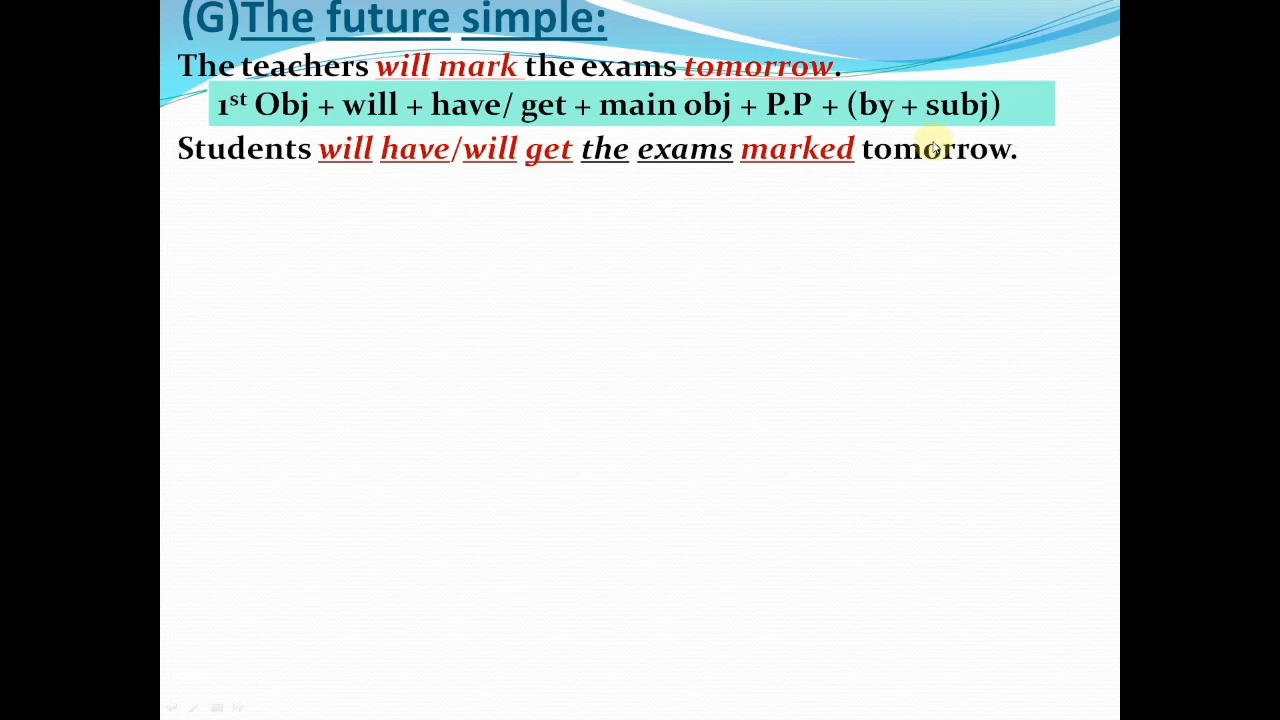 (G)The future simple:
The teachers will mark the exams tomorrow.
1st Obj + will + have/ get + main obj + P.P + (by + subj)
Students will have/will get the exams marked tomorrow.